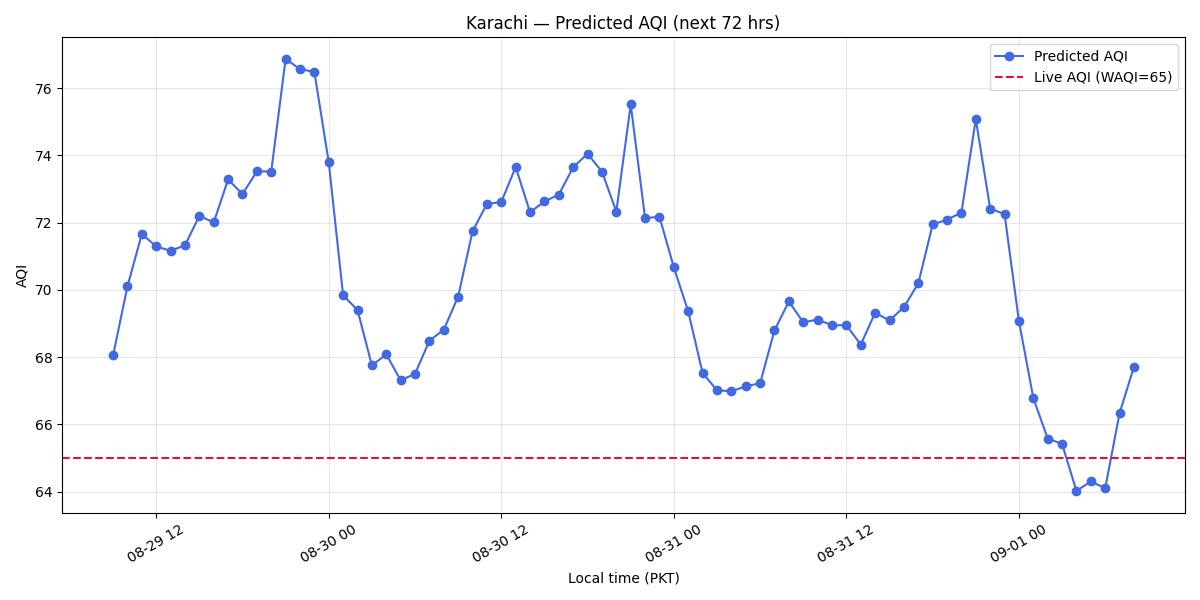 Karachi — Predicted AQI (next 72 hrs)
Predicted AQI
Live AQI (WAQI=65)
AQI
76
74
72
70
68
66
64
08-29 12
08-30 00
08-30 12
08-31 00
08-31 12
09-01 00
Local time (PKT)